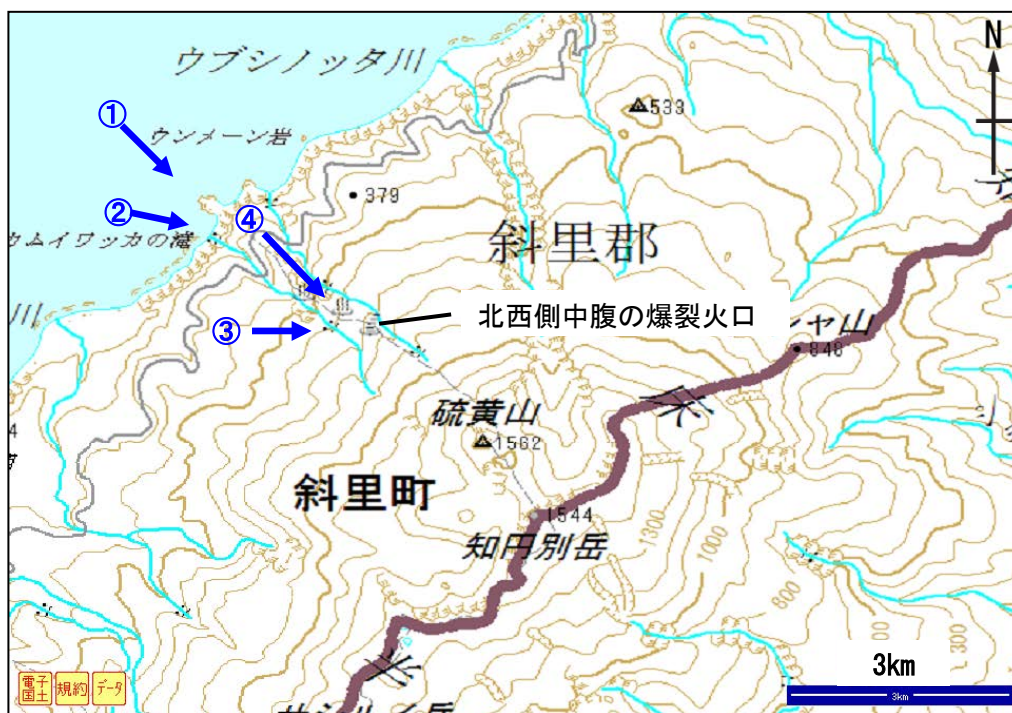 ウブシノッタ川
N
533
①
ウンメーン岩
379
②
④
カムイワッカの滝
斜里郡
川
北西側中腹の爆裂火口
シャ山
③
848
硫黄山
1562
斜里町
1544
知円別岳
1300
1000
800
300
3km
電子国土
規約
データ
3km